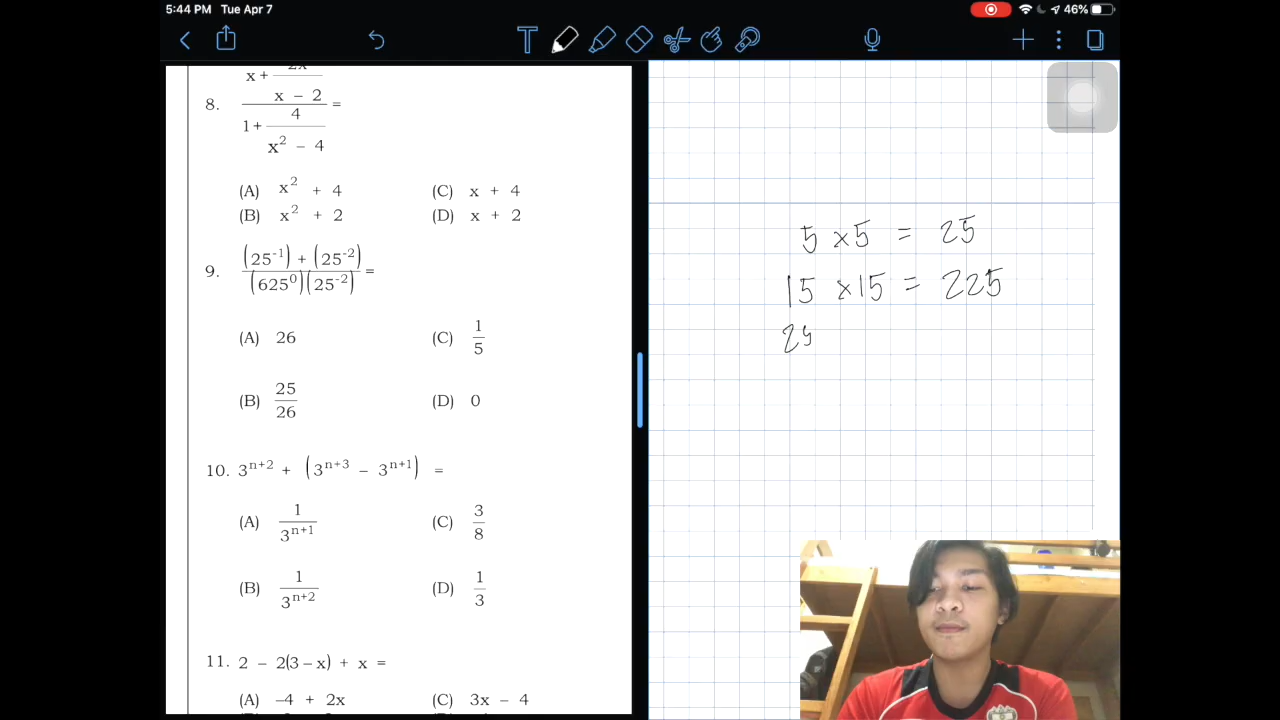 5:44 PM Tue Apr 7
46%
8. x + 2x
x – 2
1 + 4
x² – 4
=
(A) x² + 4 (C) x + 4
(B) x² + 2 (D) x + 2
9. (25⁻¹) + (25⁻²)
(625⁰)(25⁻²)
=
(A) 26 (C) 1/5
(B) 25/26 (D) 0
10. 3ⁿ⁺² + (3ⁿ⁺³ – 3ⁿ⁺¹) =
(A) 1/3ⁿ⁺¹ (C) 3/8
(B) 1/3ⁿ⁺² (D) 1/3
11. 2 – 2(3 – x) + x =
(A) –4 + 2x (C) 3x – 4
5 × 5 = 25
15 × 15 = 225
25